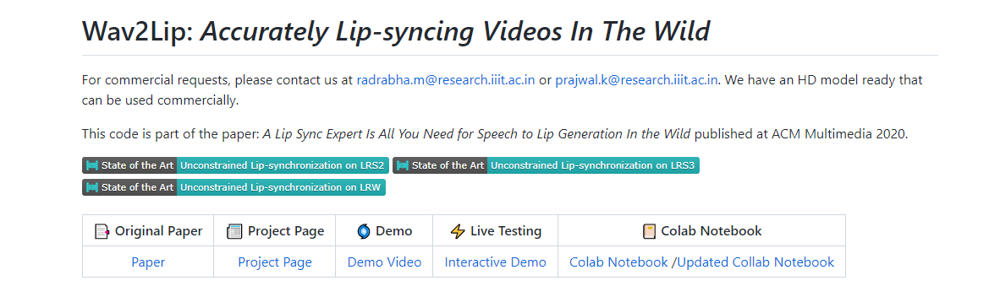 Wav2Lip: Accurately Lip-syncing Videos In The Wild
For commercial requests, please contact us at radrabha.m@research.iiit.ac.in or prajwal.k@research.iiit.ac.in. We have an HD model ready that
can be used commercially.
This code is part of the paper: A Lip Sync Expert Is All You Need for Speech to Lip Generation In the Wild published at ACM Multimedia 2020.
State of the Art Unconstrained Lip-synchronization on LRS2 State of the Art Unconstrained Lip-synchronization on LRS3
State of the Art Unconstrained Lip-synchronization on LRW
Original Paper Project Page Demo Live Testing Colab Notebook
Paper Project Page Demo Video Interactive Demo Colab Notebook /Updated Collab Notebook